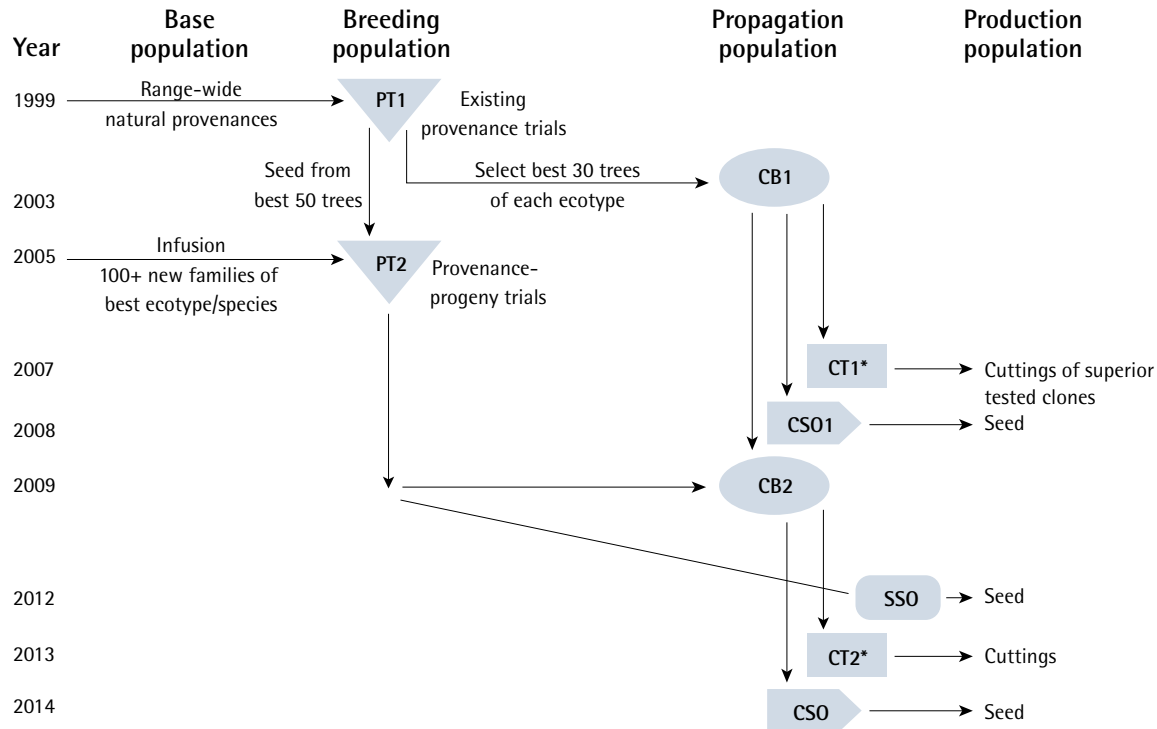 Year
Base
population
Breeding
population
Propagation
population
Production
population
1999
Range-wide
natural provenances
PT1
Existing
provenance trials
Seed from
best 50 trees
Select best 30 trees
of each ecotype
CB1
2003
2005
Infusion
100+ new families of
best ecotype/species
PT2
Provenance-
progeny trials
2007
CT1*
Cuttings of superior
tested clones
2008
CSO1
Seed
2009
CB2
2012
SSO
Seed
2013
CT2*
Cuttings
2014
CSO
Seed